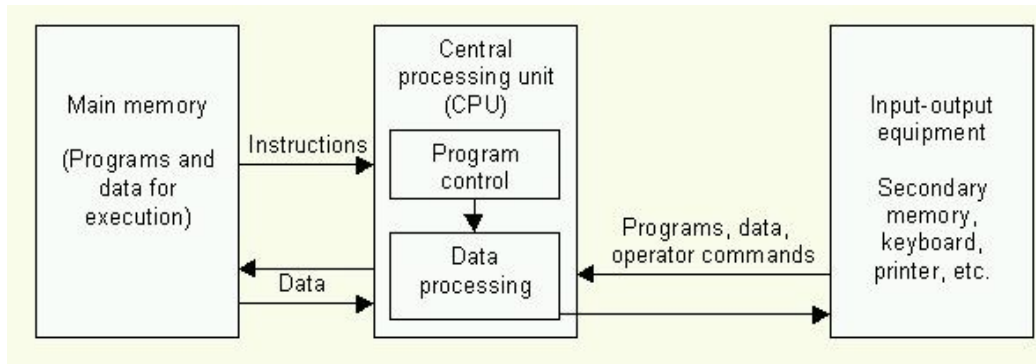 Main memory
(Programs and
data for
execution)
Instructions
Data
Central
processing unit
(CPU)
Program
control
Data
processing
Programs, data,
operator commands
Input-output
equipment
Secondary
memory,
keyboard,
printer, etc.